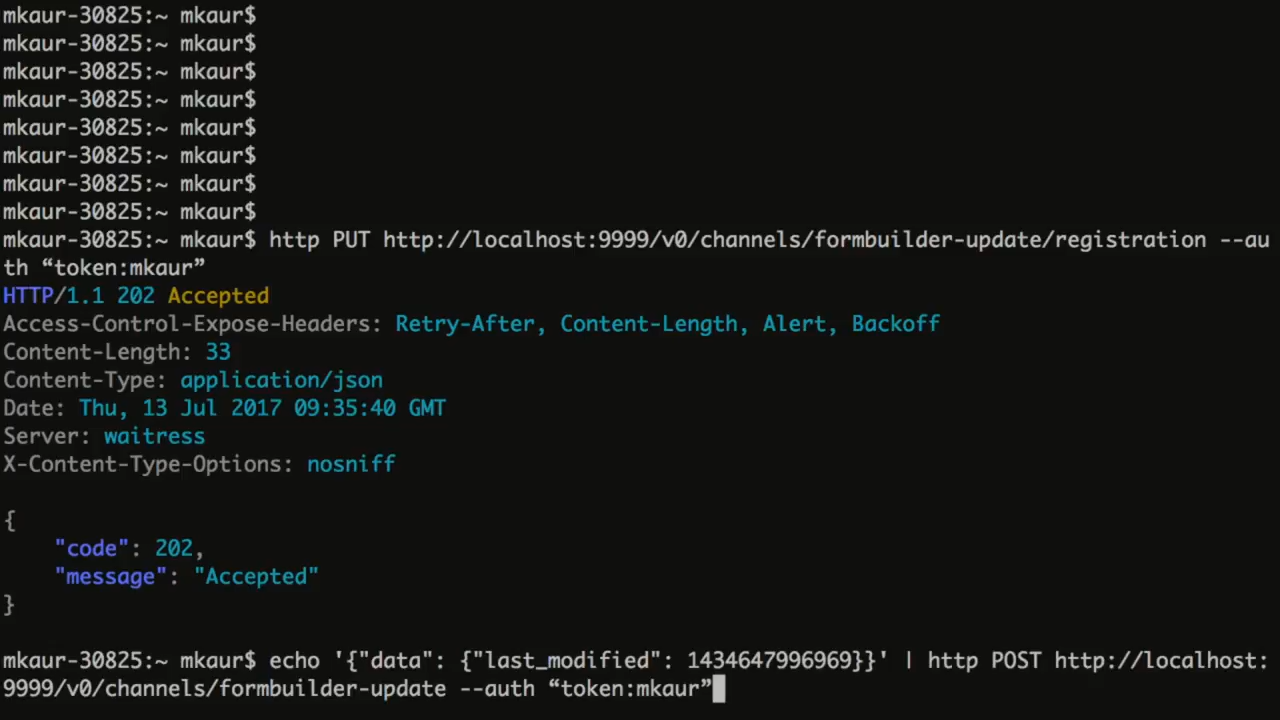 mkaur-30825:~ mkaur$
mkaur-30825:~ mkaur$
mkaur-30825:~ mkaur$
mkaur-30825:~ mkaur$
mkaur-30825:~ mkaur$
mkaur-30825:~ mkaur$
mkaur-30825:~ mkaur$
mkaur-30825:~ mkaur$
mkaur-30825:~ mkaur$ http PUT http://localhost:9999/v0/channels/formbuilder-update/registration --au
th “token:mkaur”
HTTP/1.1 202 Accepted
Access-Control-Expose-Headers: Retry-After, Content-Length, Alert, Backoff
Content-Length: 33
Content-Type: application/json
Date: Thu, 13 Jul 2017 09:35:40 GMT
Server: waitress
X-Content-Type-Options: nosniff
{
    "code": 202,
    "message": "Accepted"
}
mkaur-30825:~ mkaur$ echo '{"data": {"last_modified": 1434647996969}}' | http POST http://localhost:
9999/v0/channels/formbuilder-update --auth “token:mkaur”